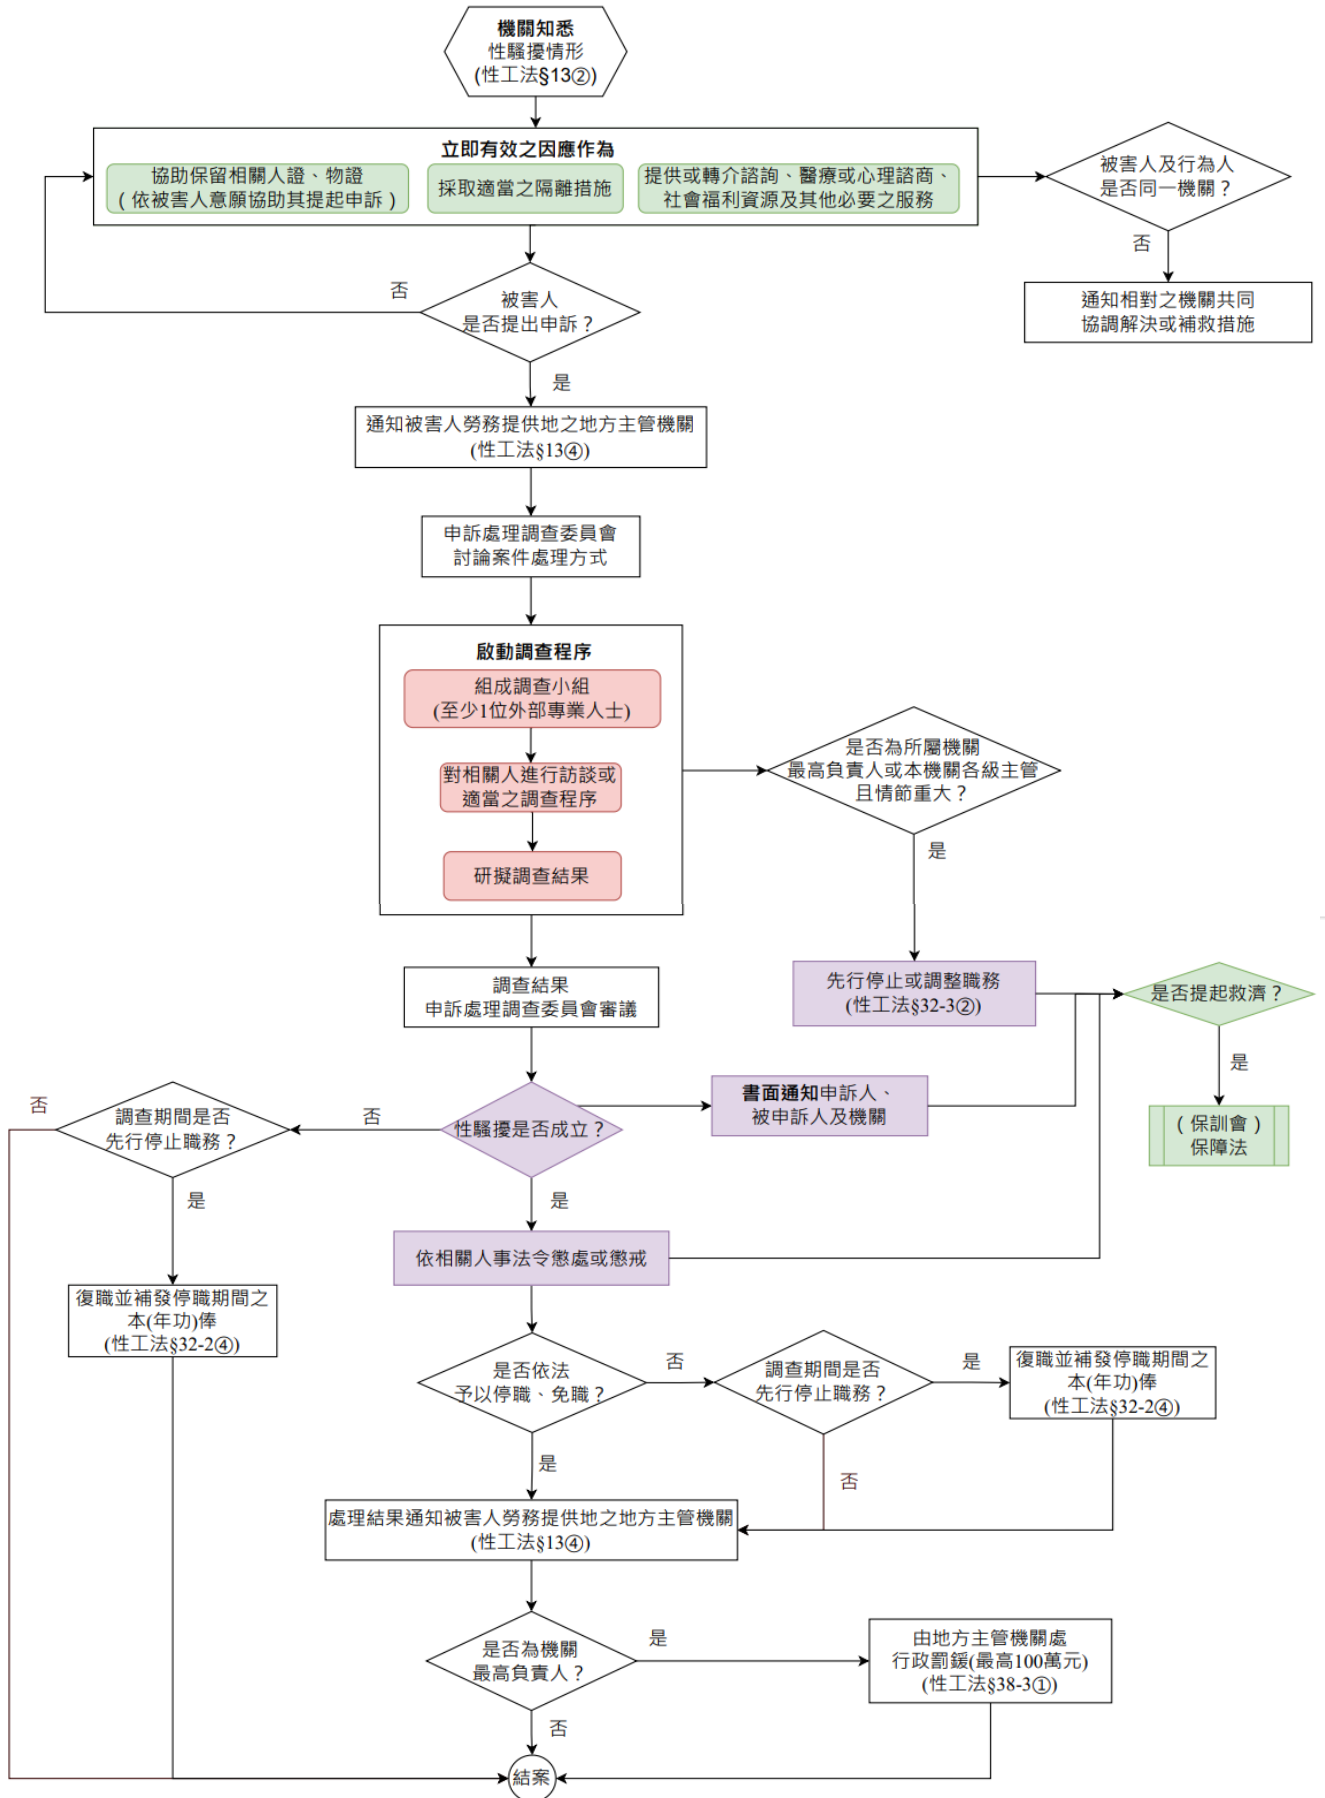 機關知悉
性騷擾情形
(性工法§13②)
立即有效之因應作為
協助保留相關人證、物證
（依被害人意願協助其提起申訴）
採取適當之隔離措施
提供或轉介諮詢、醫療或心理諮商、
社會福利資源及其他必要之服務
被害人及行為人
是否同一機關？
否
通知相對之機關共同
協調解決或補救措施
被害人
是否提出申訴？
否
是
通知被害人勞務提供地之地方主管機關
(性工法§13④)
申訴處理調查委員會
討論案件處理方式
啟動調查程序
組成調查小組
(至少1位外部專業人士)
對相關人進行訪談或
適當之調查程序
研擬調查結果
是否為所屬機關
最高負責人或本機關各級主管
且情節重大？
是
先行停止或調整職務
(性工法§32-3②)
是否提起救濟？
是
（保訓會）
保障法
調查結果
申訴處理調查委員會審議
性騷擾是否成立？
書面通知申訴人、
被申訴人及機關
否
調查期間是否
先行停止職務？
否
是
復職並補發停職期間之
本(年功)俸
(性工法§32-2④)
是
依相關人事法令懲處或懲戒
是否依法
予以停職、免職？
否
調查期間是否
先行停止職務？
是
復職並補發停職期間之
本(年功)俸
(性工法§32-2④)
否
是
處理結果通知被害人勞務提供地之地方主管機關
(性工法§13④)
是否為機關
最高負責人？
是
由地方主管機關處
行政罰鍰(最高100萬元)
(性工法§38-3①)
否
結案